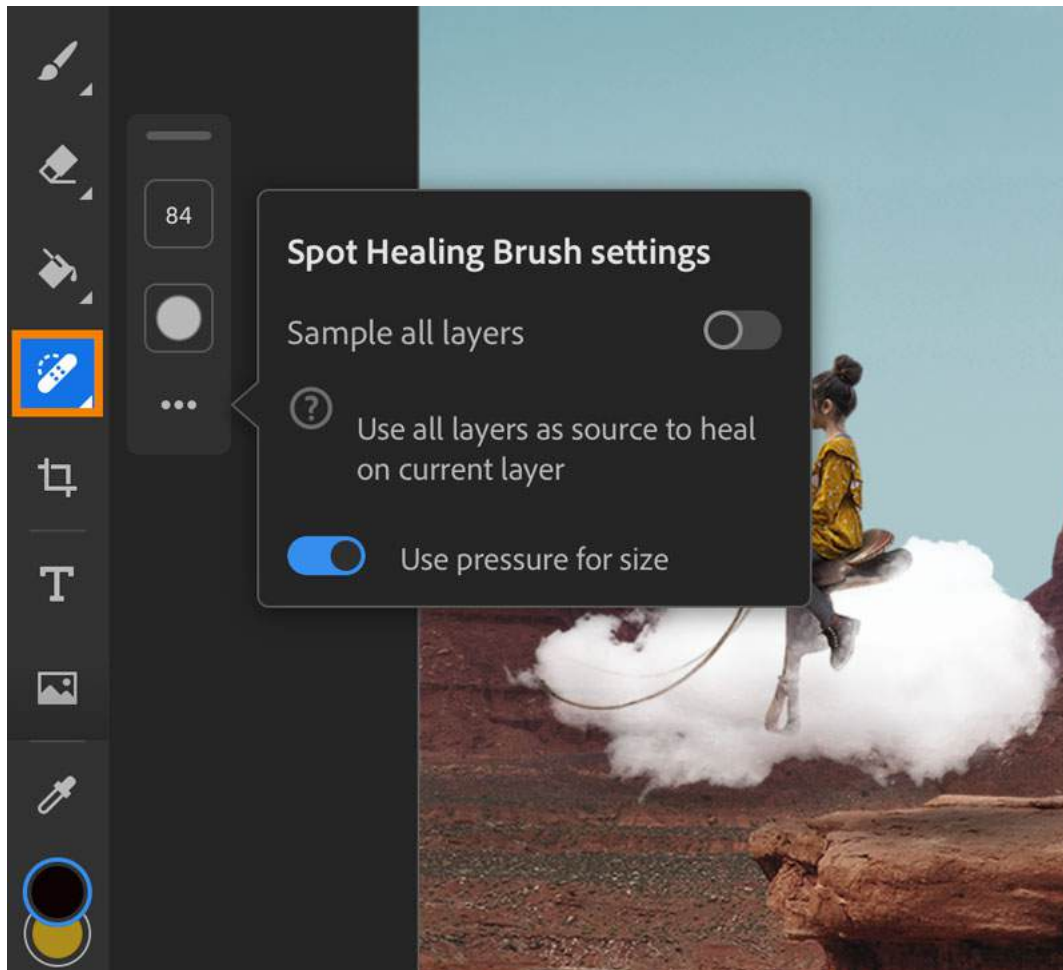 84
Spot Healing Brush settings
Sample all layers
Use all layers as source to heal
on current layer
Use pressure for size